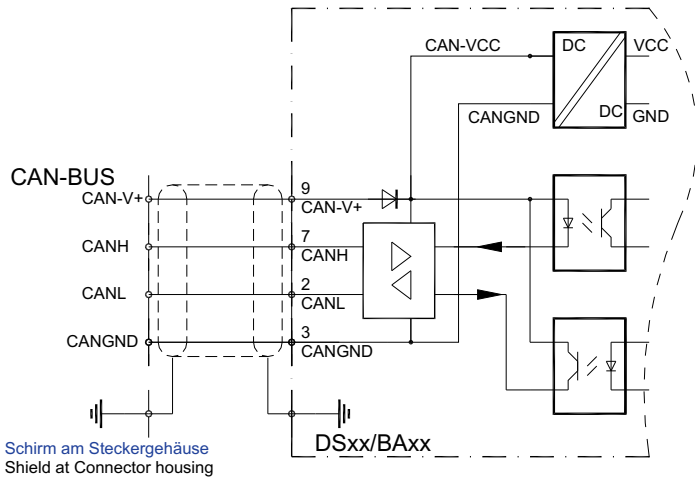 CAN-VCC
DC
VCC
CANGND
DC
GND
CAN-BUS
CAN-V+
9
CAN-V+
CANH
7
CANH
CANL
2
CANL
CANGND
3
CANGND
DSxx/BAxx
Schirm am Steckergehäuse
Shield at Connector housing